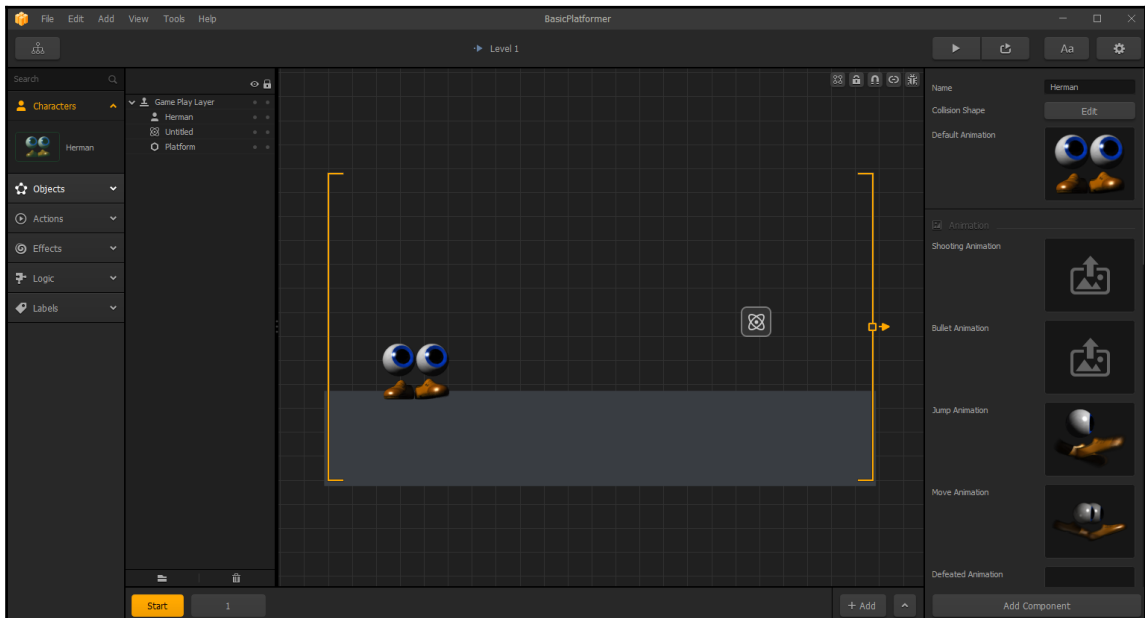 File Edit Add View Tools Help
BasicPlatformer
Level 1
Aa
Search
Characters
Herman
Objects
Actions
Effects
Logic
Labels
Game Play Layer
Herman
Untitled
Platform
Name
Herman
Collision Shape
Edit
Default Animation
Animation
Shooting Animation
Bullet Animation
Jump Animation
Move Animation
Defeated Animation
Start
1
+ Add
Add Component